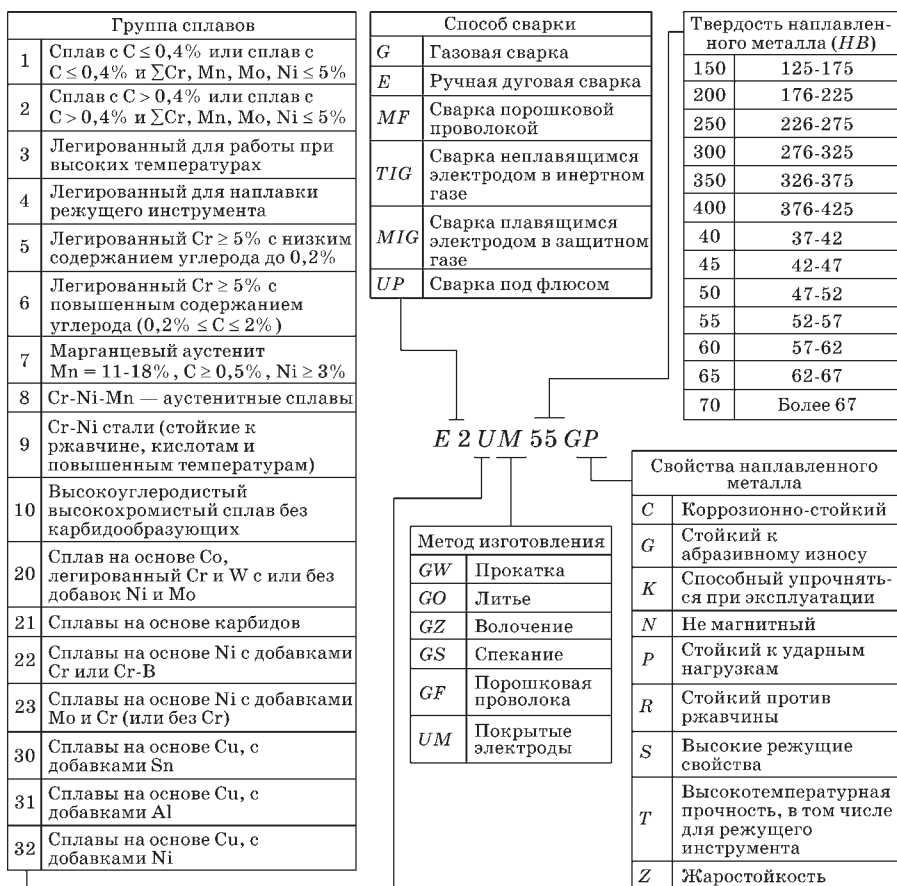 Группа сплавов
1 Сплав с C ≤ 0,4% или сплав с
C ≤ 0,4% и ∑Cr, Mn, Mo, Ni ≤ 5%
2 Сплав с C > 0,4% или сплав с
C > 0,4% и ∑Cr, Mn, Mo, Ni ≤ 5%
3 Легированный для работы при
высоких температурах
4 Легированный для наплавки
режущего инструмента
5 Легированный Cr ≥ 5% с низким
содержанием углерода до 0,2%
6 Легированный Cr ≥ 5% с
повышенным содержанием
углерода (0,2% ≤ C ≤ 2%)
7 Марганцевый аустенит
Mn = 11-18%, C ≥ 0,5%, Ni ≥ 3%
8 Cr-Ni-Mn — аустенитные сплавы
9 Cr-Ni стали (стойкие к
ржавчине, кислотам и
повышенным температурам)
10 Высокоуглеродистый
высокохромистый сплав без
карбидообразующих
20 Сплав на основе Co,
легированный Cr и W с или без
добавок Ni и Mo
21 Сплавы на основе карбидов
22 Сплавы на основе Ni с добавками
Cr или Cr-B
23 Сплавы на основе Ni с добавками
Mo и Cr (или без Cr)
30 Сплавы на основе Cu, с
добавками Sn
31 Сплавы на основе Cu, с
добавками Al
32 Сплавы на основе Cu, с
добавками Ni
Способ сварки
G Газовая сварка
E Ручная дуговая сварка
MF Сварка порошковой
проволокой
TIG Сварка неплавящимся
электродом в инертном
газе
MIG Сварка плавящимся
электродом в защитном
газе
UP Сварка под флюсом
Твердость наплавлен-
ного металла (HB)
150 125-175
200 176-225
250 226-275
300 276-325
350 326-375
400 376-425
40 37-42
45 42-47
50 47-52
55 52-57
60 57-62
65 62-67
70 Более 67
E 2 UM 55 GP
Метод изготовления
GW Прокатка
GO Литье
GZ Волочение
GS Спекание
GF Порошковая
проволока
UM Покрытые
электроды
Свойства наплавленного
металла
C Коррозионно-стойкий
G Стойкий к
абразивному износу
K Способный упрочнять-
ся при эксплуатации
N Не магнитный
P Стойкий к ударным
нагрузкам
R Стойкий против
ржавчины
S Высокие режущие
свойства
T Высокотемпературная
прочность, в том числе
для режущего
инструмента
Z Жаростойкость